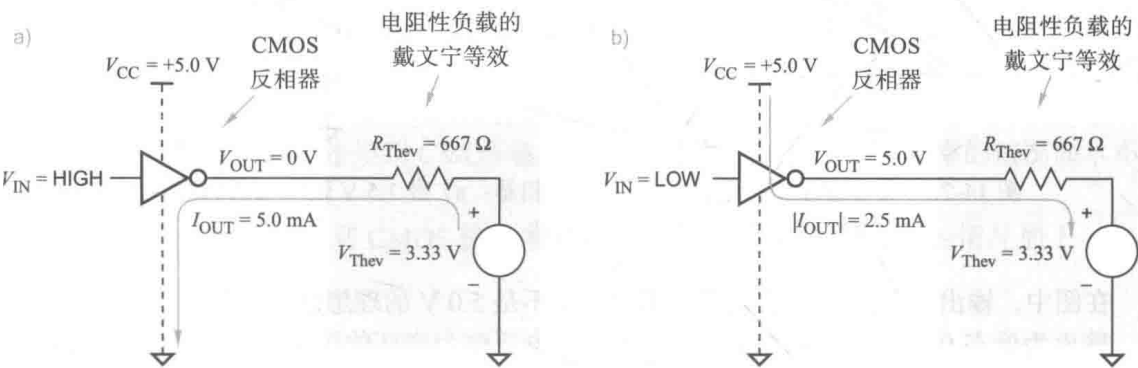 a)
电阻性负载的
戴文宁等效
CMOS
反相器
V_CC = +5.0 V
R_Thev = 667 Ω
V_IN = HIGH
V_OUT = 0 V
I_OUT = 5.0 mA
+
V_Thev = 3.33 V
−
b)
电阻性负载的
戴文宁等效
CMOS
反相器
V_CC = +5.0 V
R_Thev = 667 Ω
V_IN = LOW
V_OUT = 5.0 V
|I_OUT| = 2.5 mA
+
V_Thev = 3.33 V
−